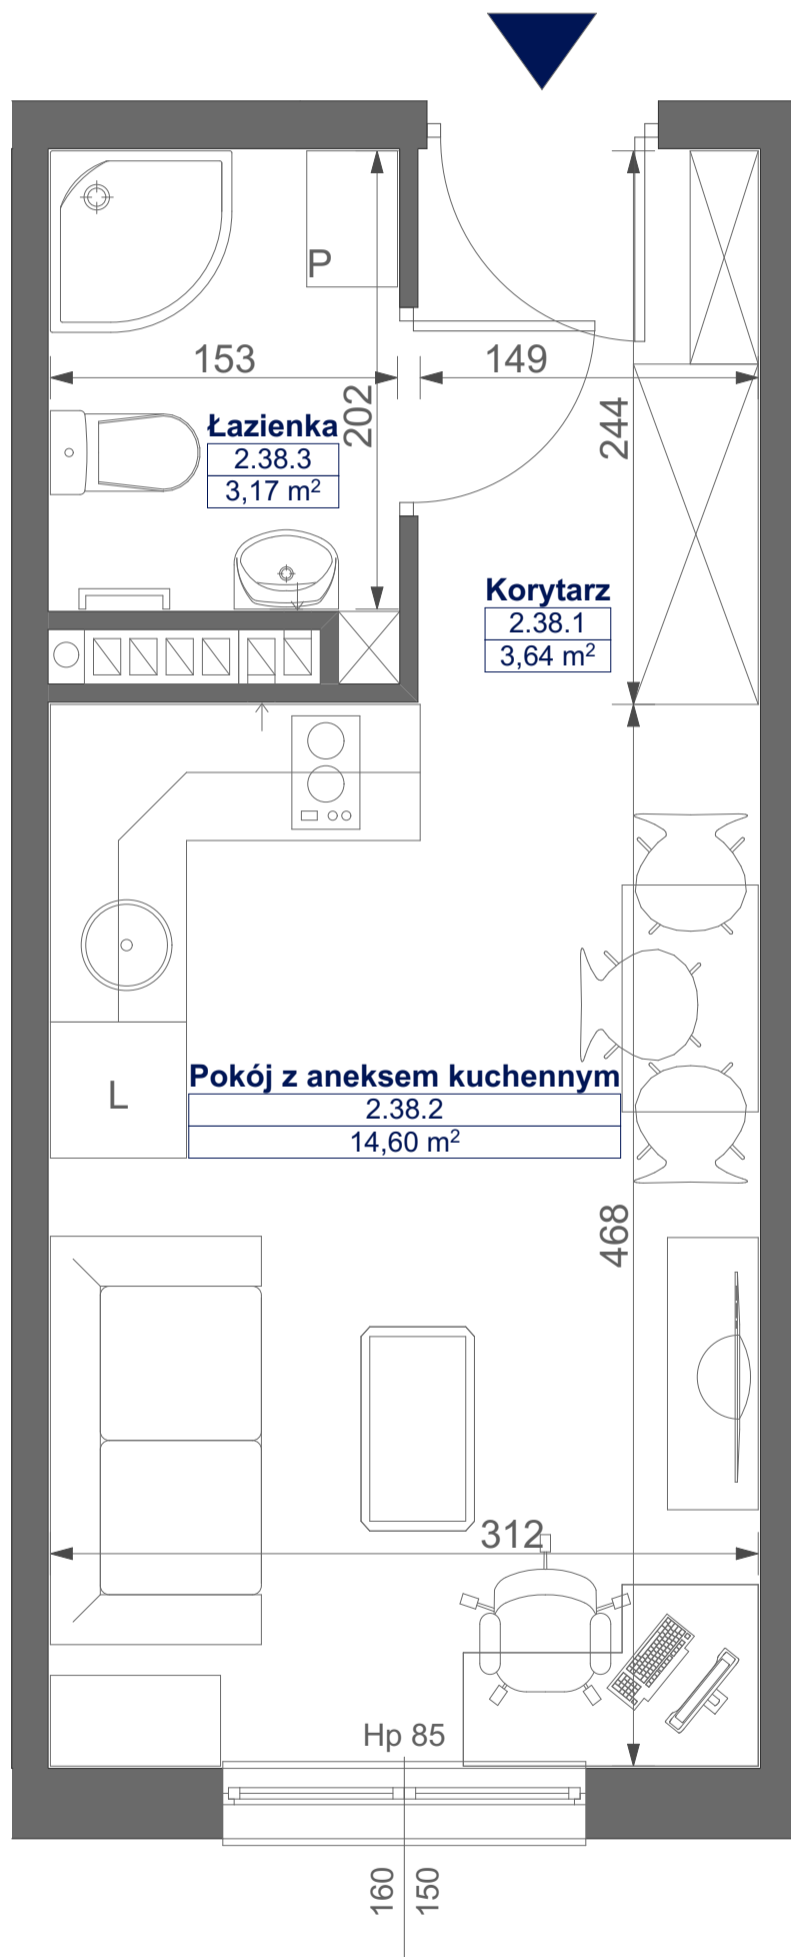 P
153
149
202
244
Łazienka
2.38.3
3,17 m²
Korytarz
2.38.1
3,64 m²
L
Pokój z aneksem kuchennym
2.38.2
14,60 m²
468
312
Hp 85
160
150